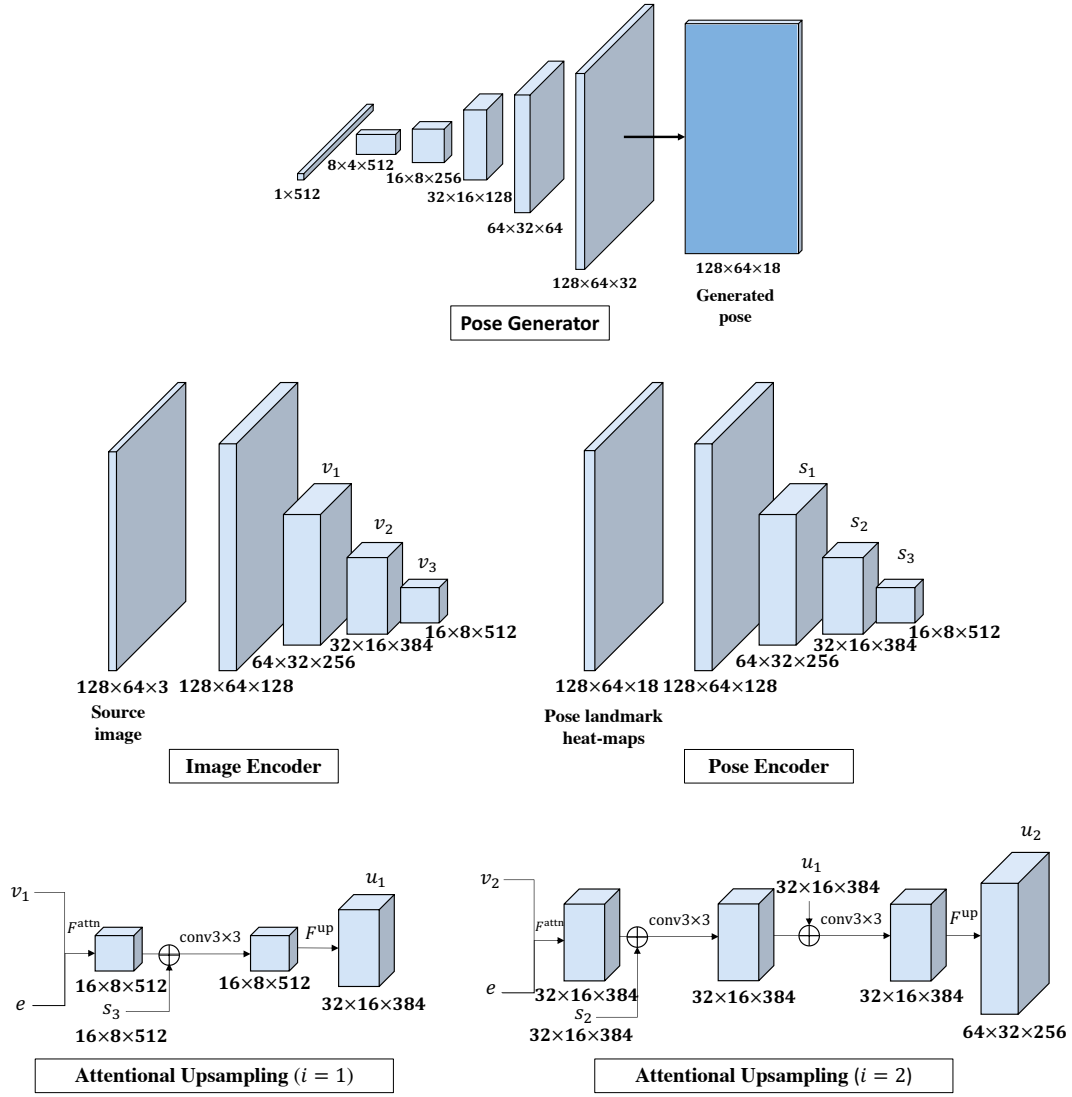 1×512
8×4×512
16×8×256
32×16×128
64×32×64
128×64×32
128×64×18
Generated
pose
Pose Generator
v₁
v₂
v₃
128×64×3
128×64×128
64×32×256
32×16×384
16×8×512
Source
image
Image Encoder
s₁
s₂
s₃
128×64×18
128×64×128
64×32×256
32×16×384
16×8×512
Pose landmark
heat-maps
Pose Encoder
v₁
Fᵃᵗᵗⁿ
e
16×8×512
s₃
16×8×512
conv3×3
16×8×512
Fᵘᵖ
u₁
32×16×384
Attentional Upsampling (i = 1)
v₂
Fᵃᵗᵗⁿ
e
32×16×384
s₂
32×16×384
conv3×3
32×16×384
u₁
32×16×384
conv3×3
32×16×384
Fᵘᵖ
u₂
64×32×256
Attentional Upsampling (i = 2)